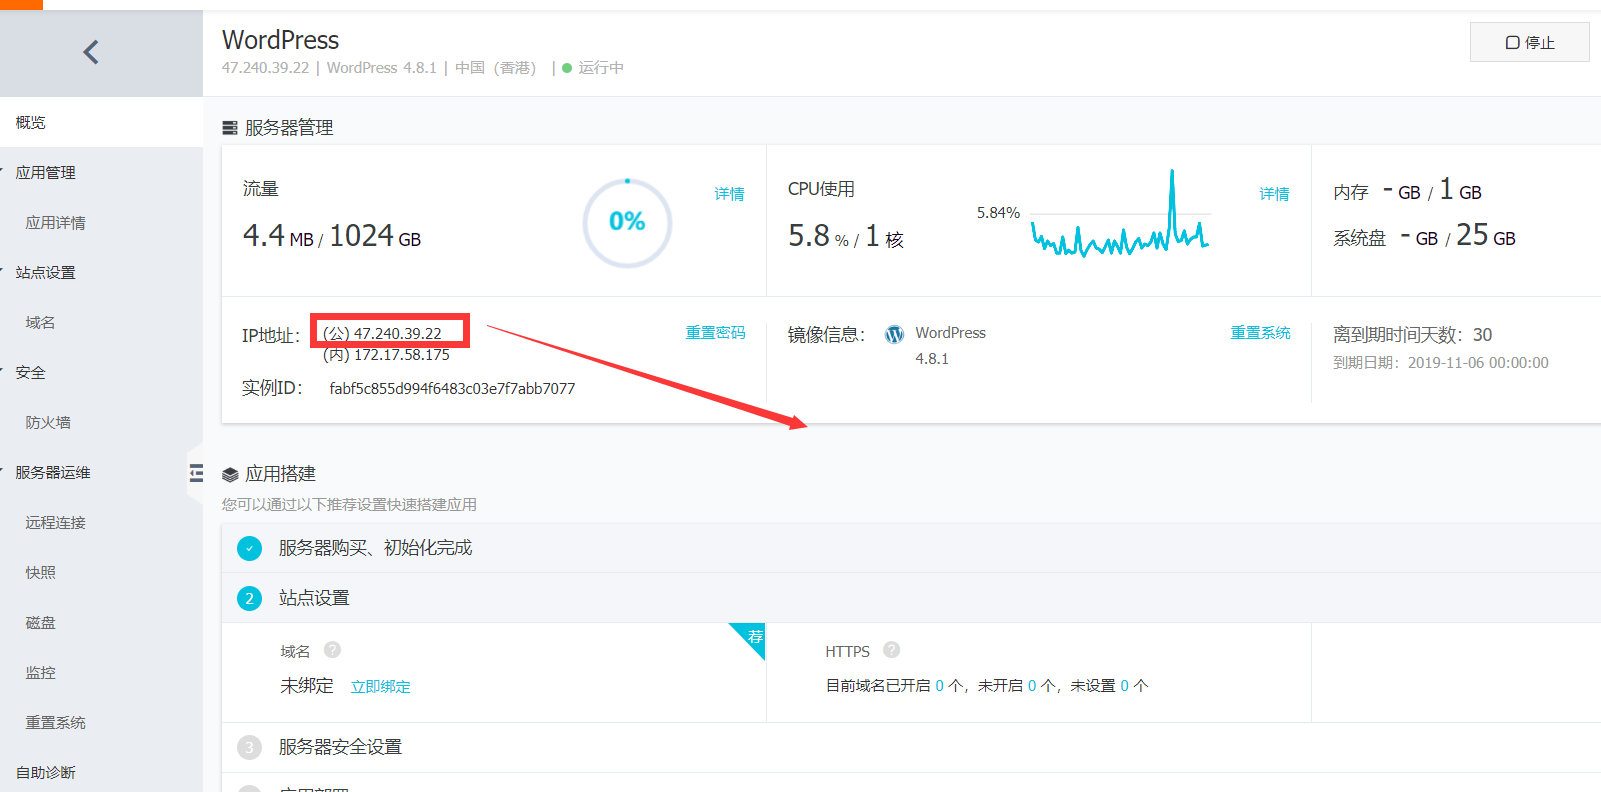 WordPress
47.240.39.22 | WordPress 4.8.1 | 中国（香港） | 运行中
停止
概览
应用管理
应用详情
站点设置
域名
安全
防火墙
服务器运维
远程连接
快照
磁盘
监控
重置系统
自助诊断
服务器管理
流量
4.4 MB / 1024 GB
0%
详情
CPU使用
5.8 % / 1 核
5.84%
详情
内存 - GB / 1 GB
系统盘 - GB / 25 GB
IP地址： (公) 47.240.39.22
(内) 172.17.58.175
重置密码
实例ID： fabf5c855d994f6483c03e7f7abb7077
镜像信息： WordPress
4.8.1
重置系统
离到期时间天数：30
到期日期：2019-11-06 00:00:00
应用搭建
您可以通过以下推荐设置快速搭建应用
服务器购买、初始化完成
2 站点设置
域名 ?
荐
未绑定 立即绑定
HTTPS ?
目前域名已开启 0 个，未开启 0 个，未设置 0 个
3 服务器安全设置
应用部署